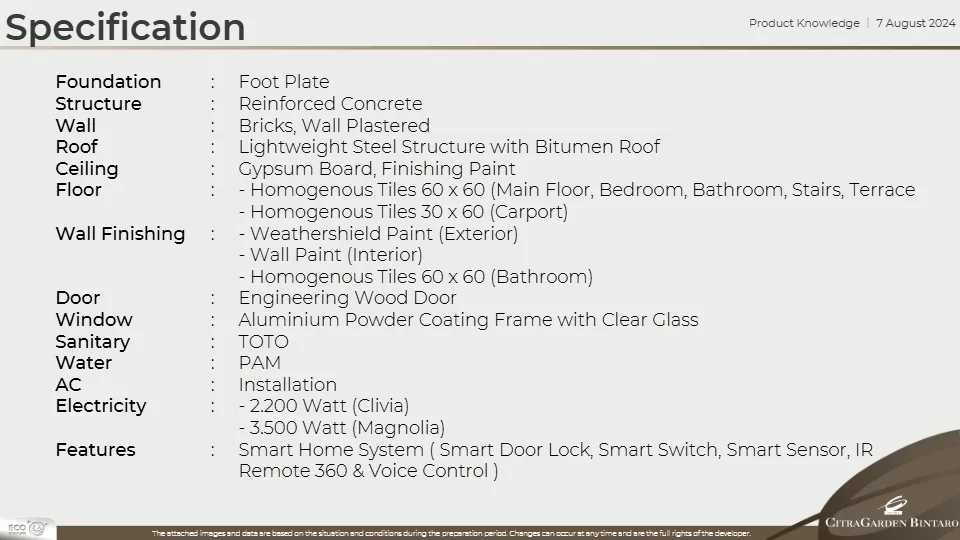 Specification
Product Knowledge | 7 August 2024
Foundation : Foot Plate
Structure : Reinforced Concrete
Wall : Bricks, Wall Plastered
Roof : Lightweight Steel Structure with Bitumen Roof
Ceiling : Gypsum Board, Finishing Paint
Floor : - Homogenous Tiles 60 x 60 (Main Floor, Bedroom, Bathroom, Stairs, Terrace
- Homogenous Tiles 30 x 60 (Carport)
Wall Finishing : - Weathershield Paint (Exterior)
- Wall Paint (Interior)
- Homogenous Tiles 60 x 60 (Bathroom)
Door : Engineering Wood Door
Window : Aluminium Powder Coating Frame with Clear Glass
Sanitary : TOTO
Water : PAM
AC : Installation
Electricity : - 2.200 Watt (Clivia)
- 3.500 Watt (Magnolia)
Features : Smart Home System ( Smart Door Lock, Smart Switch, Smart Sensor, IR
Remote 360 & Voice Control )
CITRAGARDEN BINTARO
ECO
The attached images and data are based on the situation and conditions during the preparation period. Changes can occur at any time and are the full rights of the developer.